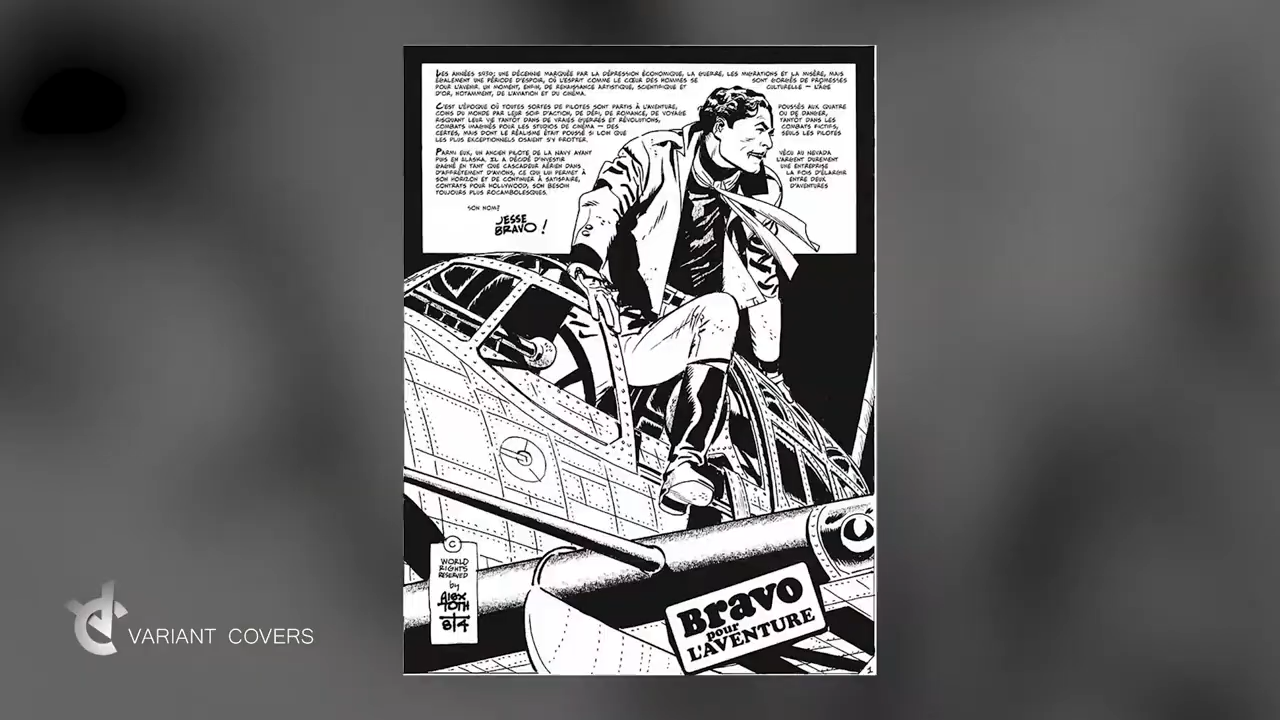 LES ANNÉES 1930; UNE DÉCENNIE MARQUÉE PAR LA DÉPRESSION ÉCONOMIQUE, LA GUERRE, LES MIGRATIONS ET LA MISÈRE, MAIS
ÉGALEMENT UNE PÉRIODE D'ESPOIR, OÙ L'ESPRIT COMME LE CŒUR DES HOMMES SE SONT GORGÉS DE PROMESSES
POUR L'AVENIR. UN MOMENT, ENFIN, DE RENAISSANCE ARTISTIQUE, SCIENTIFIQUE ET CULTURELLE — L'ÂGE
D'OR, NOTAMMENT, DE L'AVIATION ET DU CINÉMA.
C'EST L'ÉPOQUE OÙ TOUTES SORTES DE PILOTES SONT PARTIS À L'AVENTURE, POUSSÉS AUX QUATRE
COINS DU MONDE PAR LEUR SOIF D'ACTION, DE DÉFI, DE ROMANCE, DE VOYAGE OU DE DANGER,
RISQUANT LEUR VIE TANTÔT DANS DE VRAIES GUERRES ET RÉVOLUTIONS, TANTÔT DANS LES
COMBATS IMAGINÉS POUR LES STUDIOS DE CINÉMA — DES COMBATS FICTIFS,
CERTES, MAIS DONT LE RÉALISME ÉTAIT POUSSÉ SI LOIN QUE SEULS LES PILOTES
LES PLUS EXCEPTIONNELS OSAIENT S'Y FROTTER.
PARMI EUX, UN ANCIEN PILOTE DE LA NAVY AYANT VÉCU AU NEVADA
PUIS EN ALASKA. IL A DÉCIDÉ D'INVESTIR L'ARGENT DUREMENT
GAGNÉ EN TANT QUE CASCADEUR AÉRIEN DANS UNE ENTREPRISE
D'AFFRÈTEMENT D'AVIONS, CE QUI LUI PERMET À LA FOIS D'ÉLARGIR
SON HORIZON ET DE CONTINUER À SATISFAIRE, ENTRE DEUX
CONTRATS POUR HOLLYWOOD, SON BESOIN D'AVENTURES
TOUJOURS PLUS ROCAMBOLESQUES.
SON NOM?
JESSE
BRAVO !
©
WORLD
RIGHTS
RESERVED
by
ALEX
TOTH
8|4
Bravo
pour
L'AVENTURE
1
VARIANT COVERS